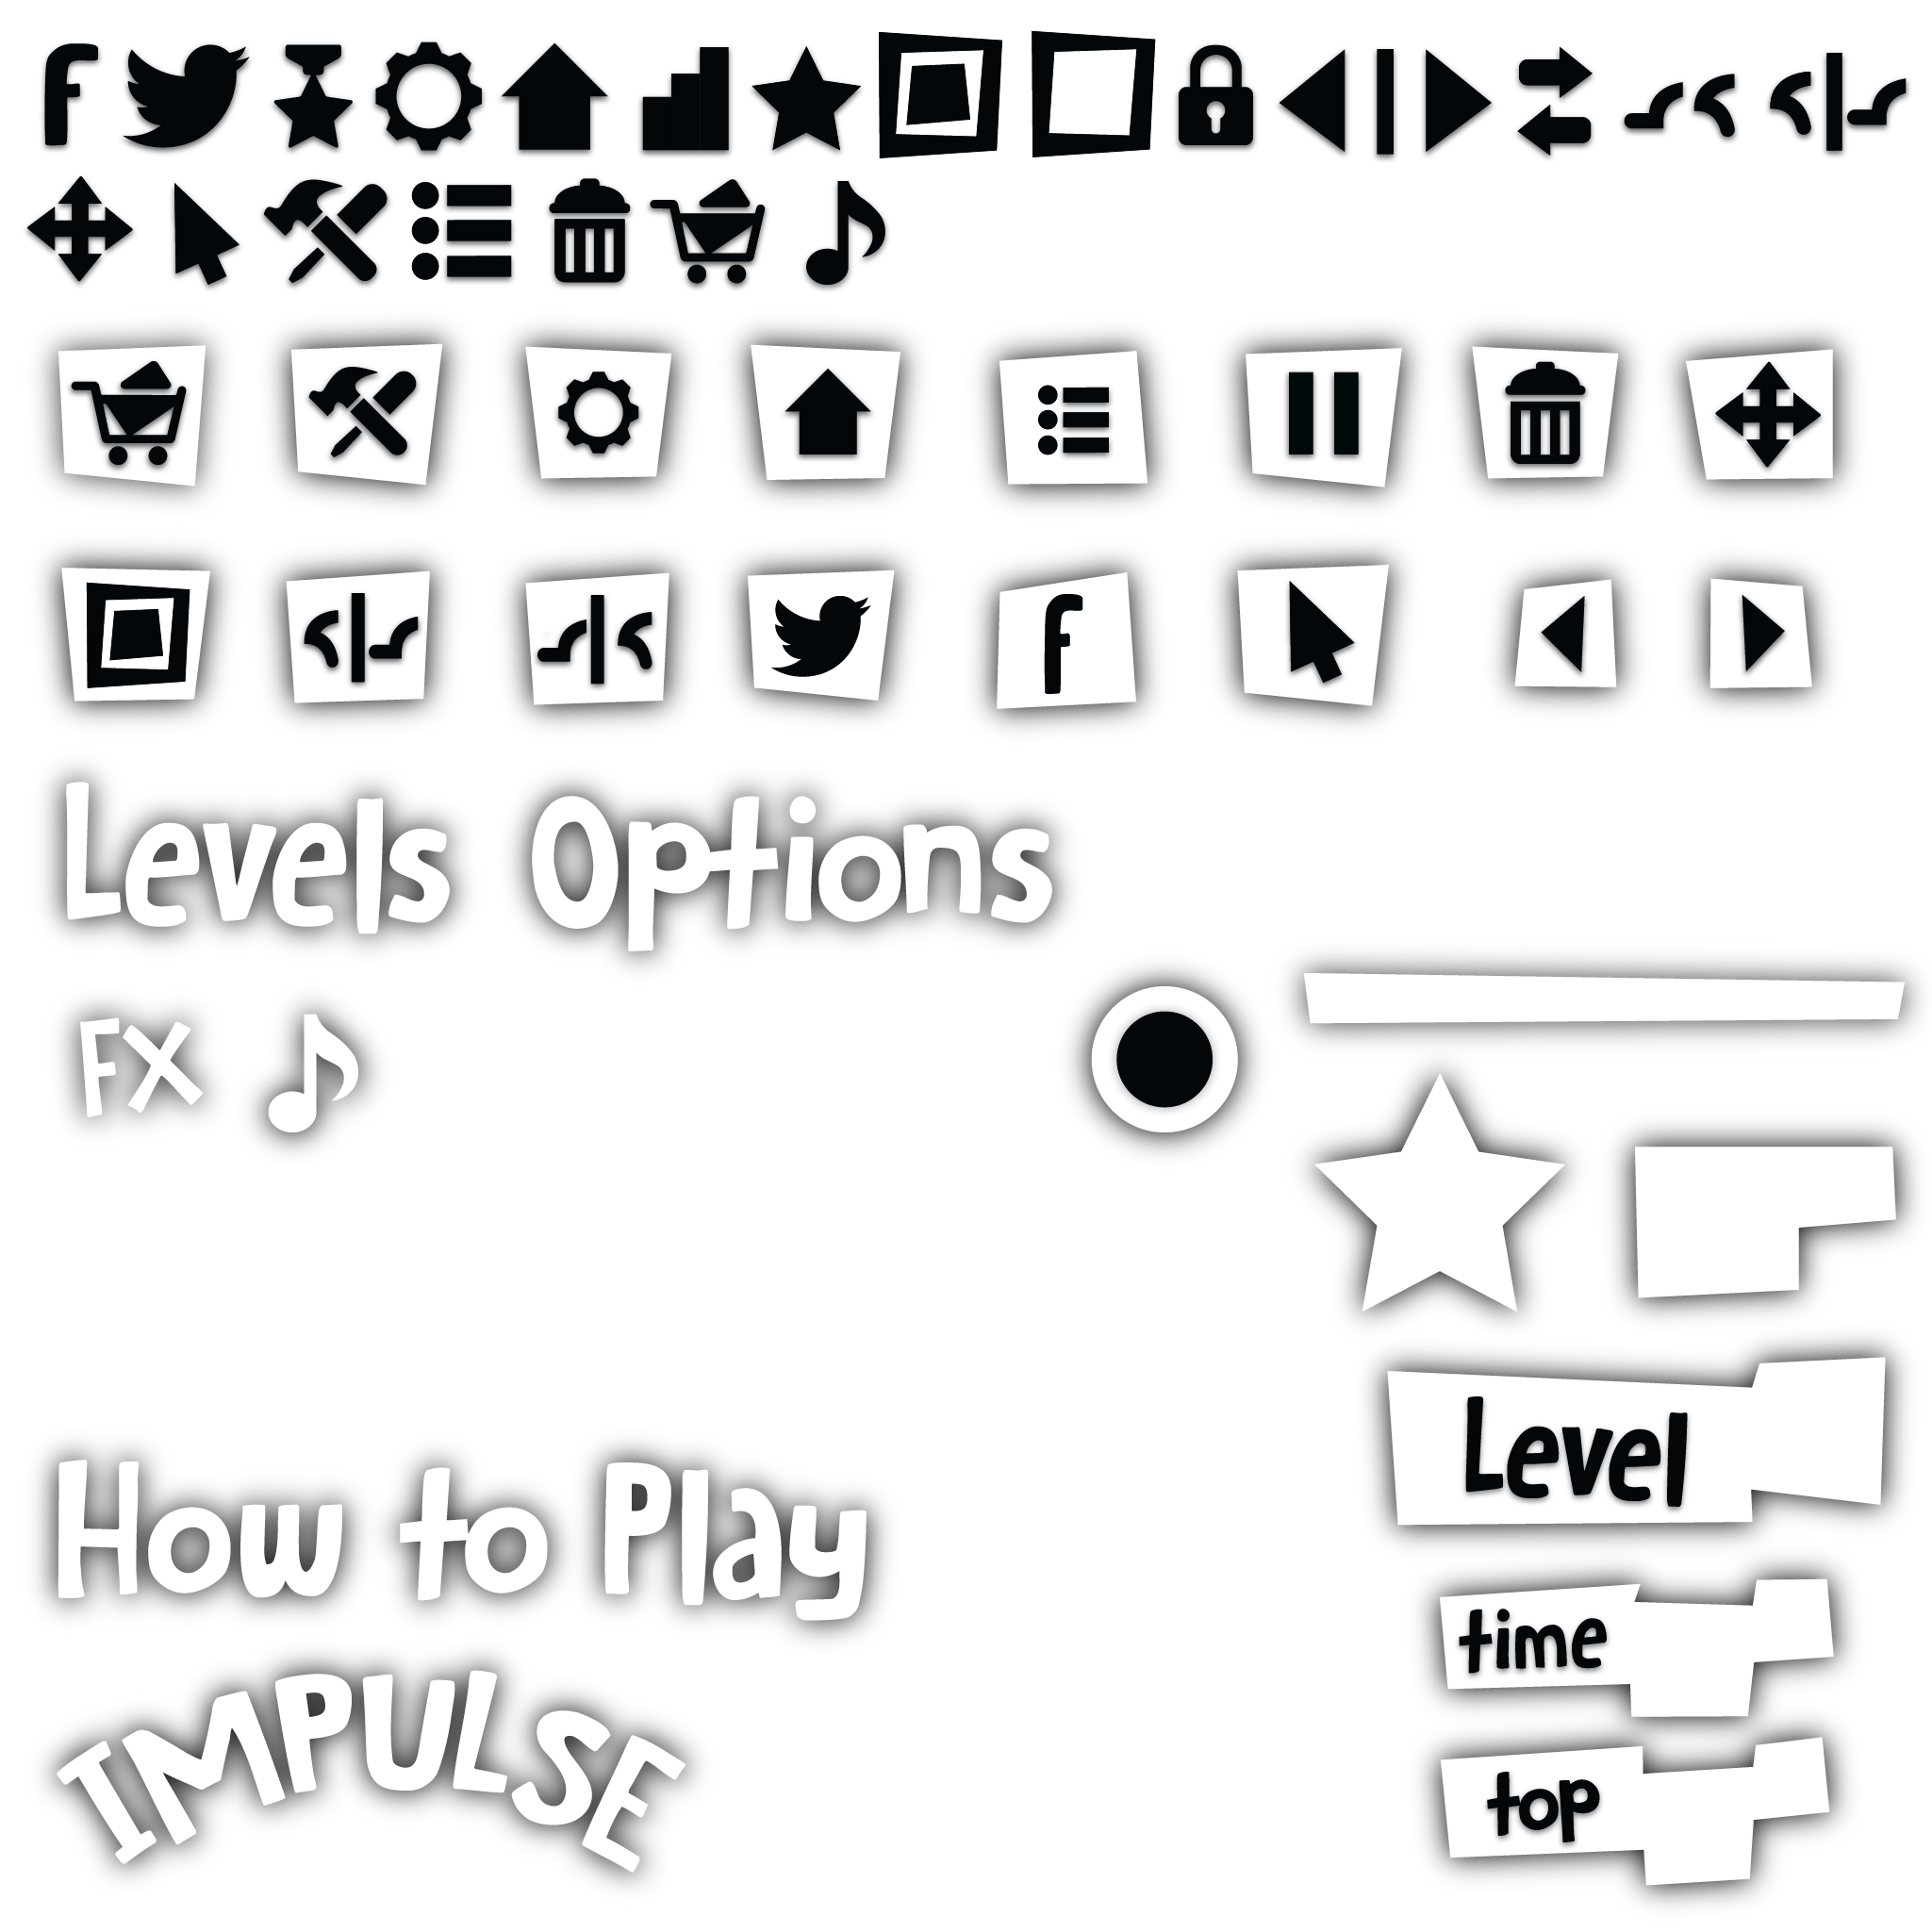 f
f
Levels Options
FX
Level
How to Play
time
IMPULSE
top